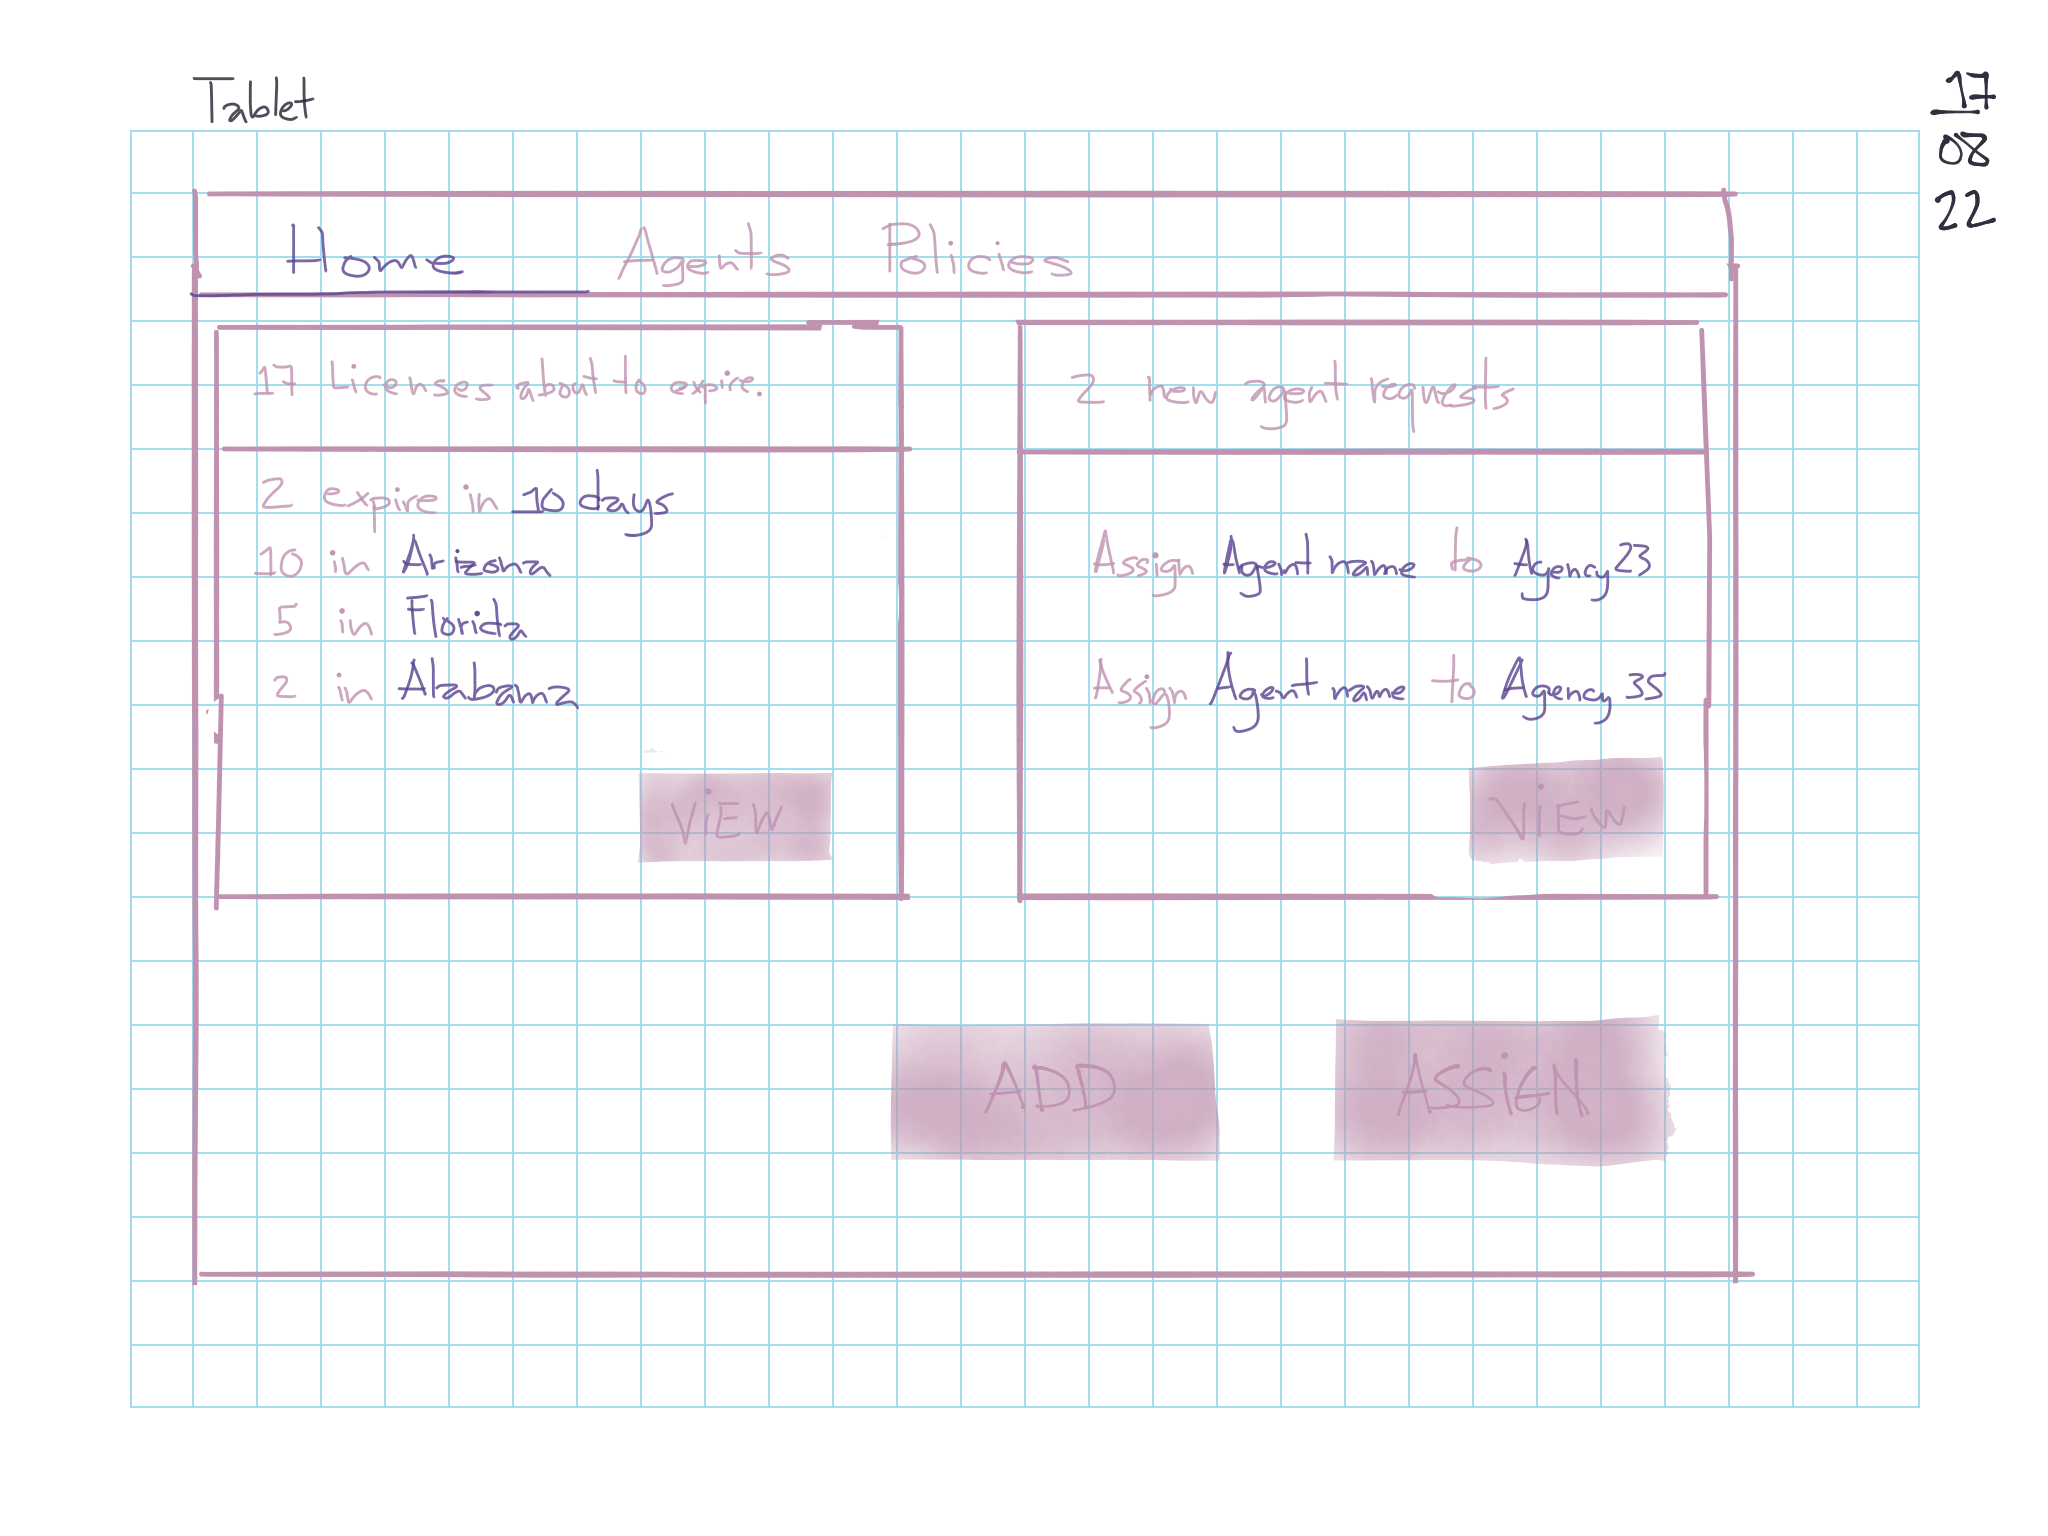 Tablet
17
08
22
Home Agents Policies
17 Licenses about to expire.
2 expire in 10 days
10 in Arizona
5 in Florida
2 in Alabama
VIEW
2 new agent requests
Assign Agent name to Agency 23
Assign Agent name to Agency 35
VIEW
ADD ASSIGN